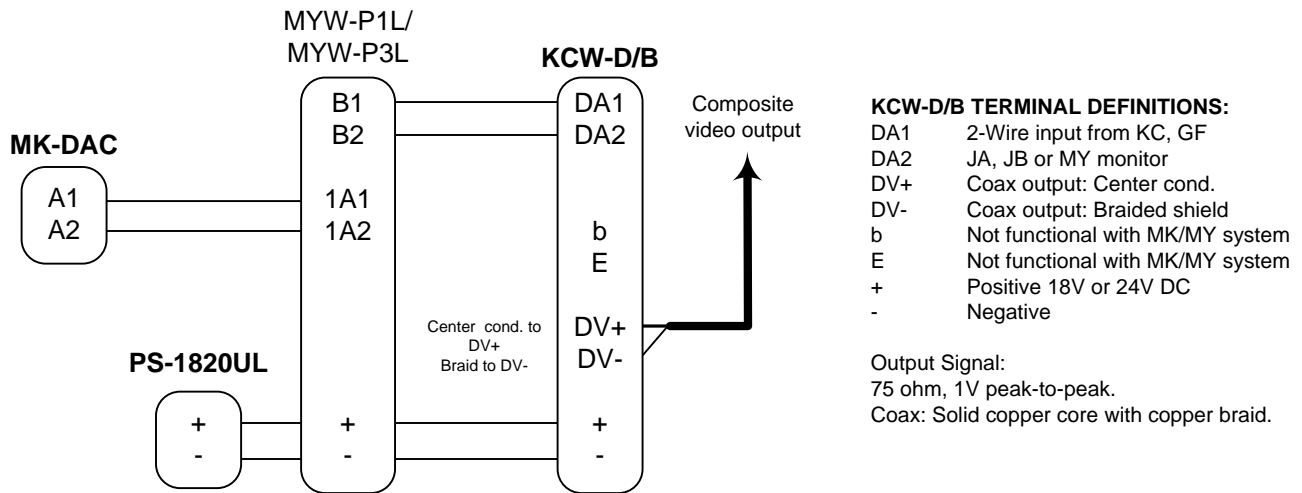 MYW-P1L/
MYW-P3L
KCW-D/B
MK-DAC
A1
A2
B1
B2
1A1
1A2
+
-
DA1
DA2
b
E
DV+
DV-
+
-
Composite
video output
Center cond. to
DV+
Braid to DV-
PS-1820UL
+
-
KCW-D/B TERMINAL DEFINITIONS:
DA1 2-Wire input from KC, GF
DA2 JA, JB or MY monitor
DV+ Coax output: Center cond.
DV- Coax output: Braided shield
b Not functional with MK/MY system
E Not functional with MK/MY system
+ Positive 18V or 24V DC
- Negative
Output Signal:
75 ohm, 1V peak-to-peak.
Coax: Solid copper core with copper braid.